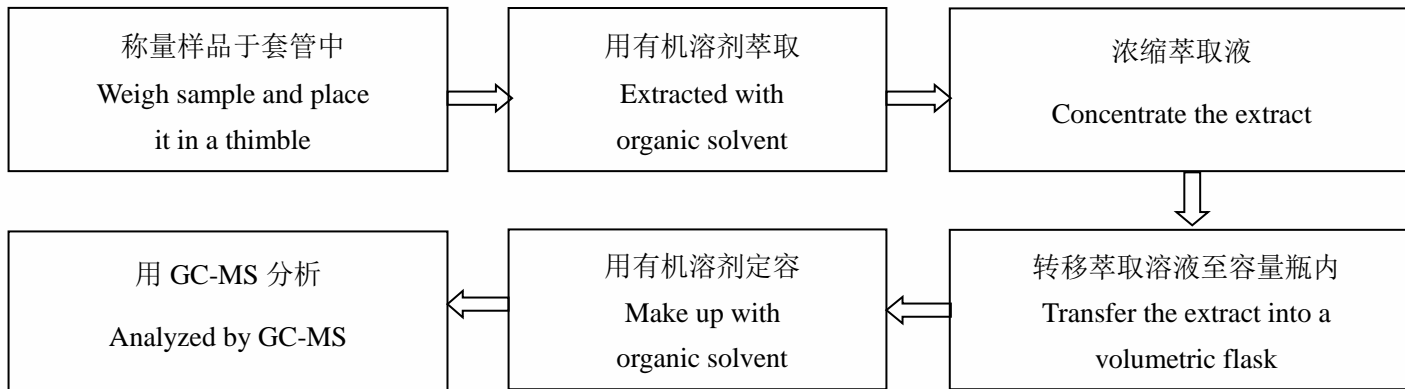 称量样品于套管中
Weigh sample and place
it in a thimble
用有机溶剂萃取
Extracted with
organic solvent
浓缩萃取液
Concentrate the extract
转移萃取溶液至容量瓶内
Transfer the extract into a
volumetric flask
用有机溶剂定容
Make up with
organic solvent
用 GC-MS 分析
Analyzed by GC-MS